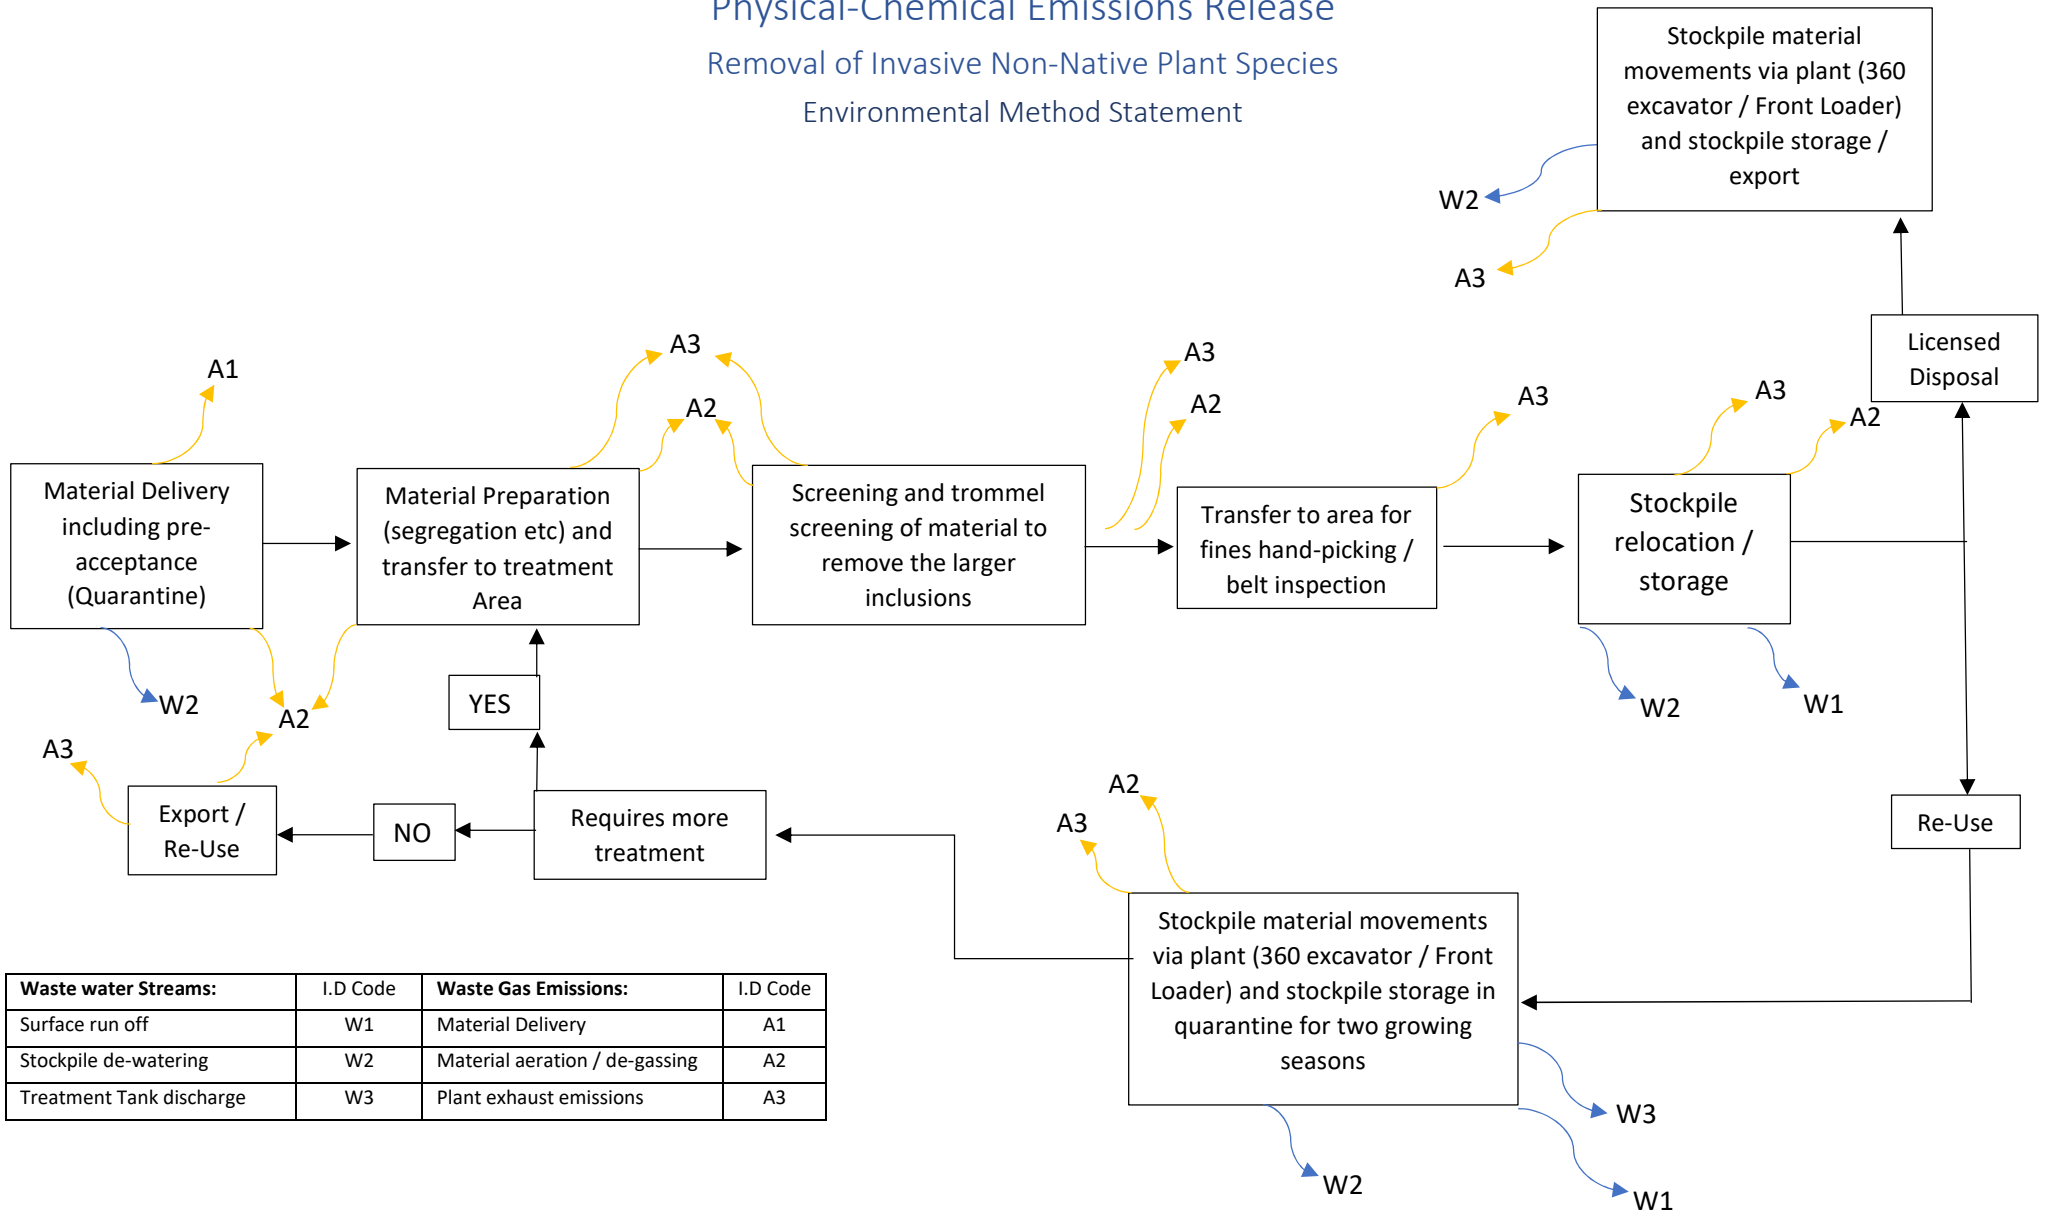 Physical-Chemical Emissions Release
Removal of Invasive Non-Native Plant Species
Environmental Method Statement
Stockpile material
movements via plant (360
excavator / Front Loader)
and stockpile storage /
export
W2
A3
Licensed
Disposal
A1
A3
A2
A3
A2
A3
A3
A2
Material Delivery
including pre-
acceptance
(Quarantine)
Material Preparation
(segregation etc) and
transfer to treatment
Area
Screening and trommel
screening of material to
remove the larger
inclusions
Transfer to area for
fines hand-picking /
belt inspection
Stockpile
relocation /
storage
W2
A2
YES
W2
W1
A3
Export /
Re-Use
NO
Requires more
treatment
A2
A3
Re-Use
Stockpile material movements
via plant (360 excavator / Front
Loader) and stockpile storage in
quarantine for two growing
seasons
W3
W2
W1
Waste water Streams: I.D Code Waste Gas Emissions: I.D Code
Surface run off W1 Material Delivery A1
Stockpile de-watering W2 Material aeration / de-gassing A2
Treatment Tank discharge W3 Plant exhaust emissions A3